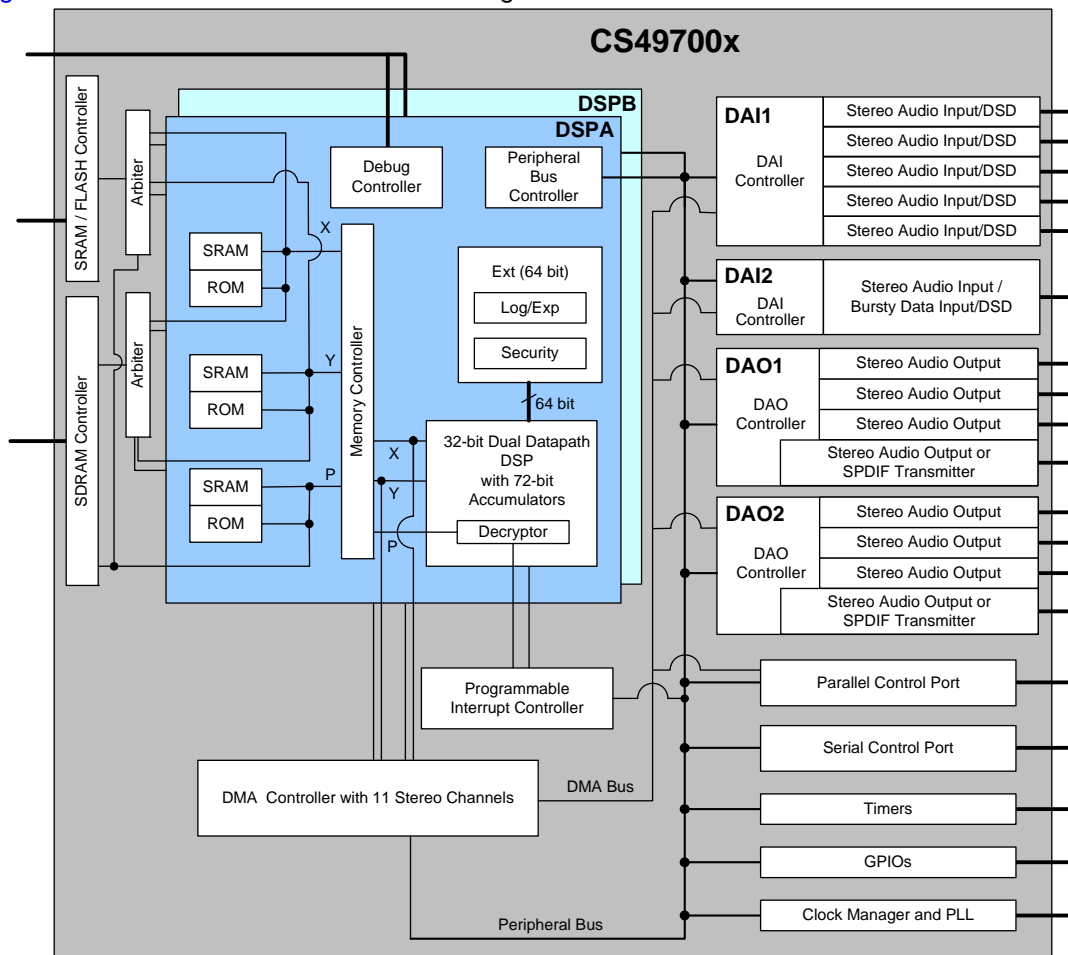 CS49700x
SRAM / FLASH Controller
Arbiter
SDRAM Controller
Arbiter
DSPB
DSPA
Debug
Controller
Peripheral
Bus
Controller
X
SRAM
ROM
Y
SRAM
ROM
P
SRAM
ROM
Memory Controller
Ext (64 bit)
Log/Exp
Security
64 bit
X
Y
P
32-bit Dual Datapath
DSP
with 72-bit
Accumulators
Decryptor
Programmable
Interrupt Controller
DMA Controller with 11 Stereo Channels
DMA Bus
Peripheral Bus
DAI1
DAI
Controller
Stereo Audio Input/DSD
Stereo Audio Input/DSD
Stereo Audio Input/DSD
Stereo Audio Input/DSD
Stereo Audio Input/DSD
DAI2
DAI
Controller
Stereo Audio Input /
Bursty Data Input/DSD
DAO1
DAO
Controller
Stereo Audio Output
Stereo Audio Output
Stereo Audio Output
Stereo Audio Output or
SPDIF Transmitter
DAO2
DAO
Controller
Stereo Audio Output
Stereo Audio Output
Stereo Audio Output
Stereo Audio Output or
SPDIF Transmitter
Parallel Control Port
Serial Control Port
Timers
GPIOs
Clock Manager and PLL